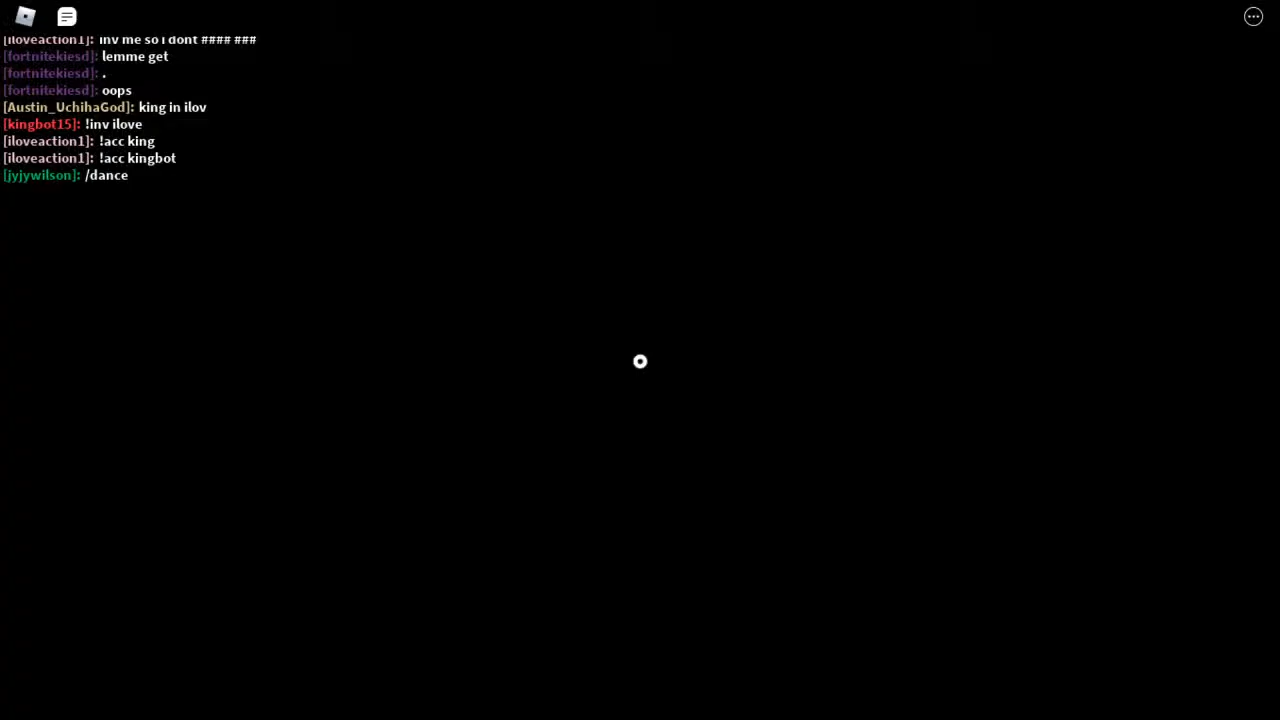 [iloveaction1]: inv me so i dont #### ###
[fortnitekiesd]: lemme get
[fortnitekiesd]: .
[fortnitekiesd]: oops
[Austin_UchihaGod]: king in ilov
[kingbot15]: !inv ilove
[iloveaction1]: !acc king
[iloveaction1]: !acc kingbot
[jyjywilson]: /dance